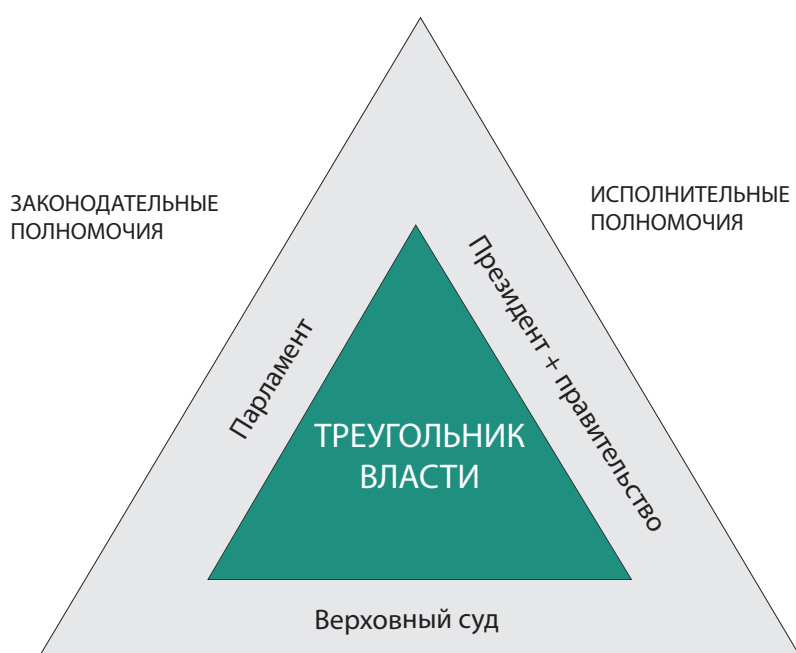 ЗАКОНОДАТЕЛЬНЫЕ
ПОЛНОМОЧИЯ
ИСПОЛНИТЕЛЬНЫЕ
ПОЛНОМОЧИЯ
Парламент
Президент + правительство
ТРЕУГОЛЬНИК
ВЛАСТИ
Верховный суд